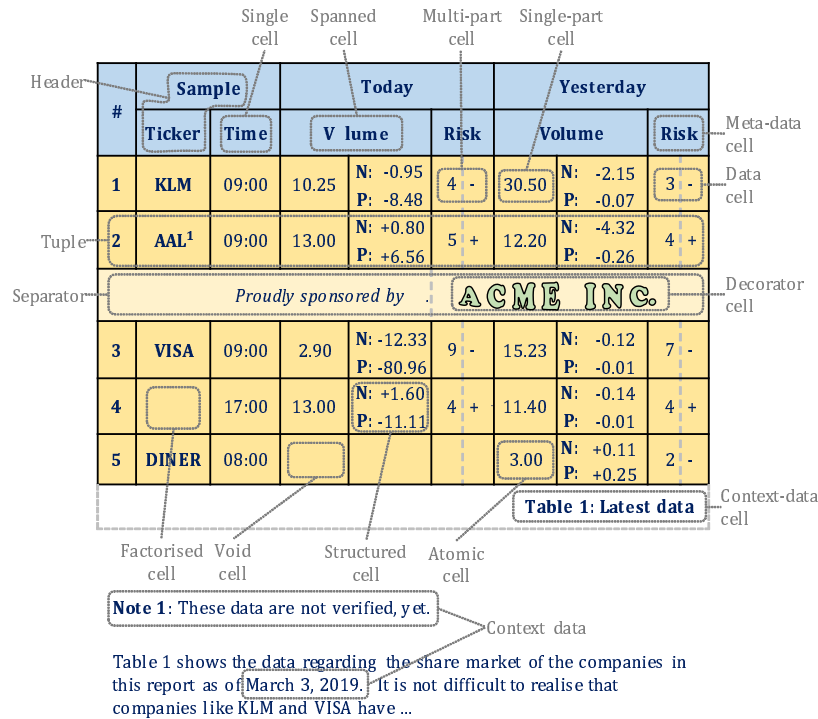 Single cell Spanned cell Multi-part cell Single-part cell
Header Sample Today Yesterday
#
Ticker Time V lume Risk Volume Risk Meta-data cell
1 KLM 09:00 10.25 N: -0.95 P: -8.48 4 - 30.50 N: -2.15 P: -0.07 3 - Data cell
Tuple 2 AAL¹ 09:00 13.00 N: +0.80 P: +6.56 5 + 12.20 N: -4.32 P: -0.26 4 +
Separator Proudly sponsored by . ACME INC. Decorator cell
3 VISA 09:00 2.90 N: -12.33 P: -80.96 9 - 15.23 N: -0.12 P: -0.01 7 -
4 17:00 13.00 N: +1.60 P: -11.11 4 + 11.40 N: -0.14 P: -0.01 4 +
5 DINER 08:00 3.00 N: +0.11 P: +0.25 2 -
Table 1: Latest data Context-data cell
Factorised cell Void cell Structured cell Atomic cell
Note 1: These data are not verified, yet.
Context data
Table 1 shows the data regarding the share market of the companies in
this report as of March 3, 2019. It is not difficult to realise that
companies like KLM and VISA have ...